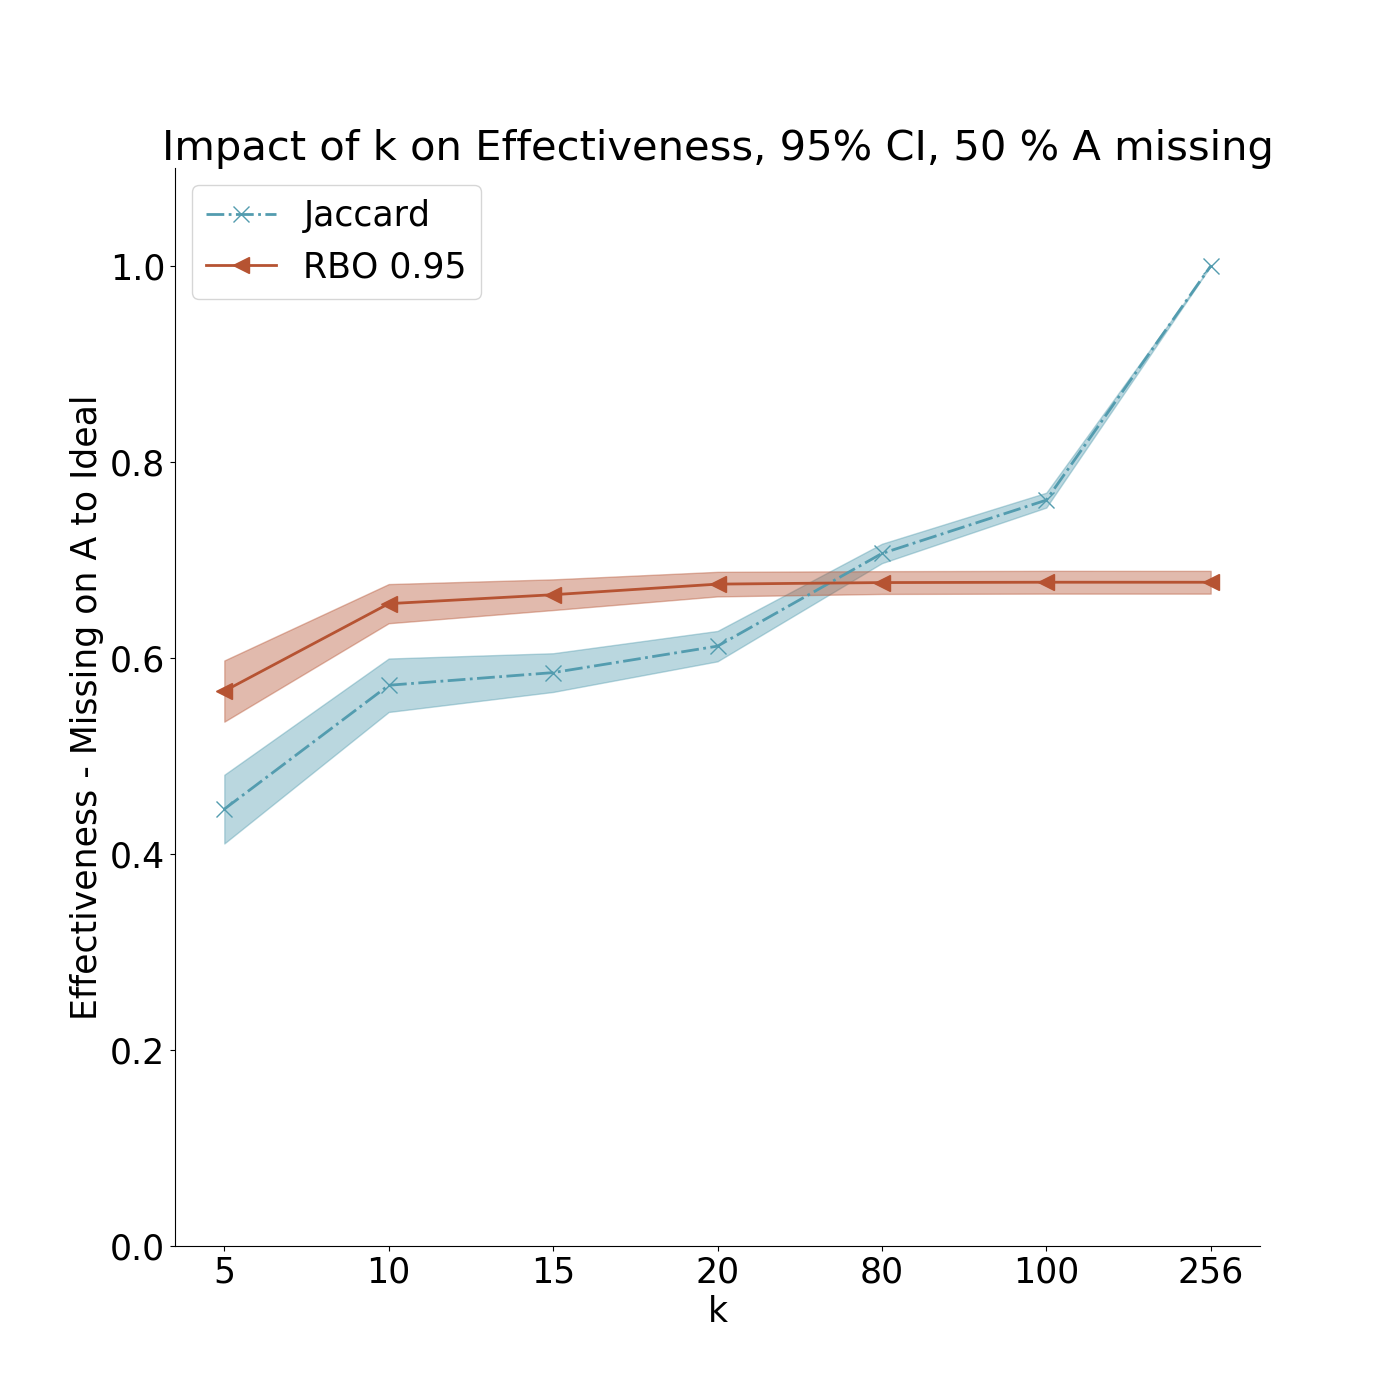 Impact of k on Effectiveness, 95% CI, 50 % A missing
Jaccard
RBO 0.95
Effectiveness - Missing on A to Ideal
1.0
0.8
0.6
0.4
0.2
0.0
5 10 15 20 80 100 256
k